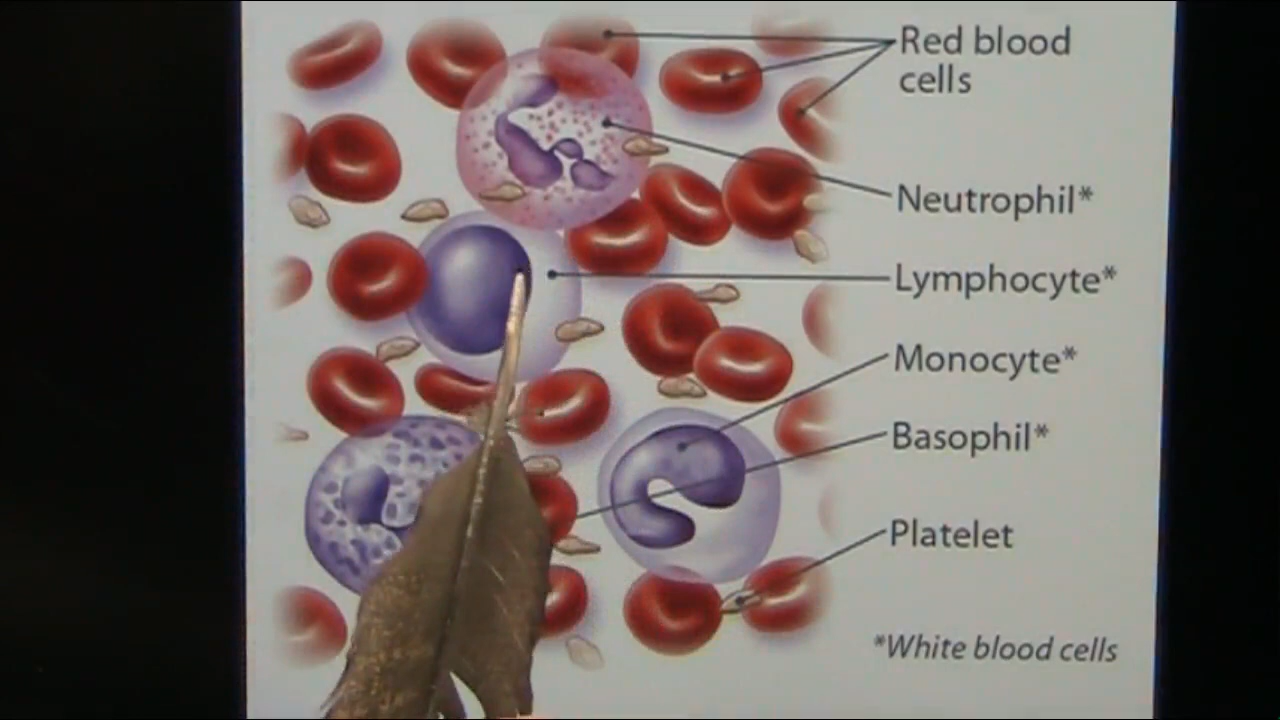 Red blood
cells
Neutrophil*
Lymphocyte*
Monocyte*
Basophil*
Platelet
*White blood cells